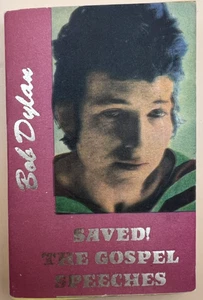 Bob Dylan
SAVED!
THE GOSPEL
SPEECHES